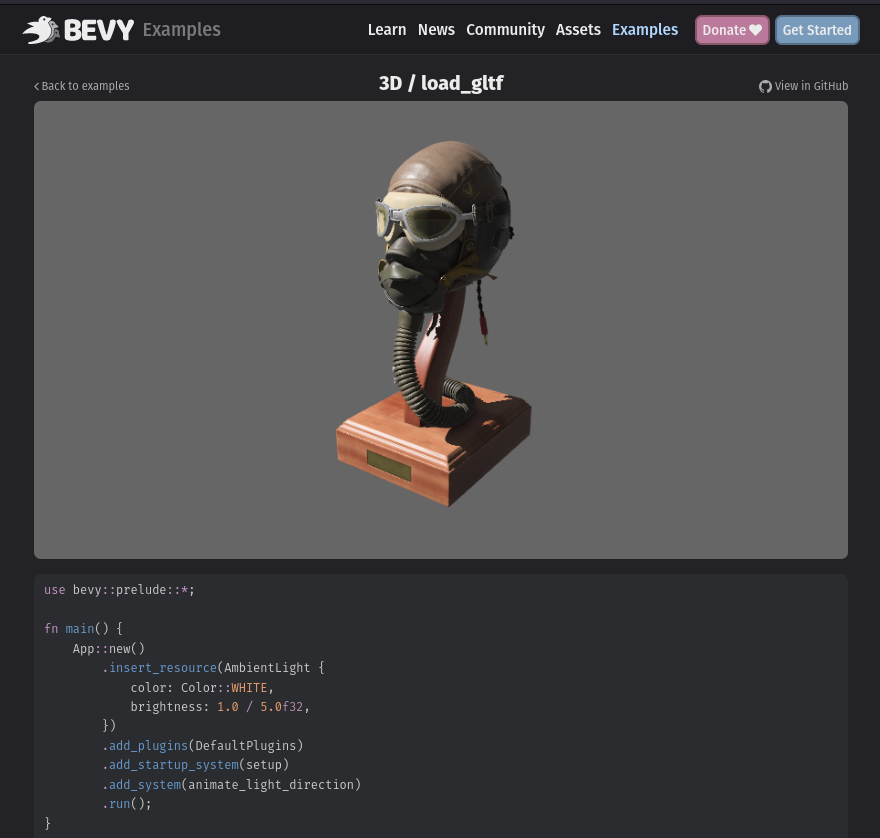 BEVY Examples Learn News Community Assets Examples Donate Get Started
Back to examples 3D / load_gltf View in GitHub
use bevy::prelude::*;
fn main() {
    App::new()
        .insert_resource(AmbientLight {
            color: Color::WHITE,
            brightness: 1.0 / 5.0f32,
        })
        .add_plugins(DefaultPlugins)
        .add_startup_system(setup)
        .add_system(animate_light_direction)
        .run();
}